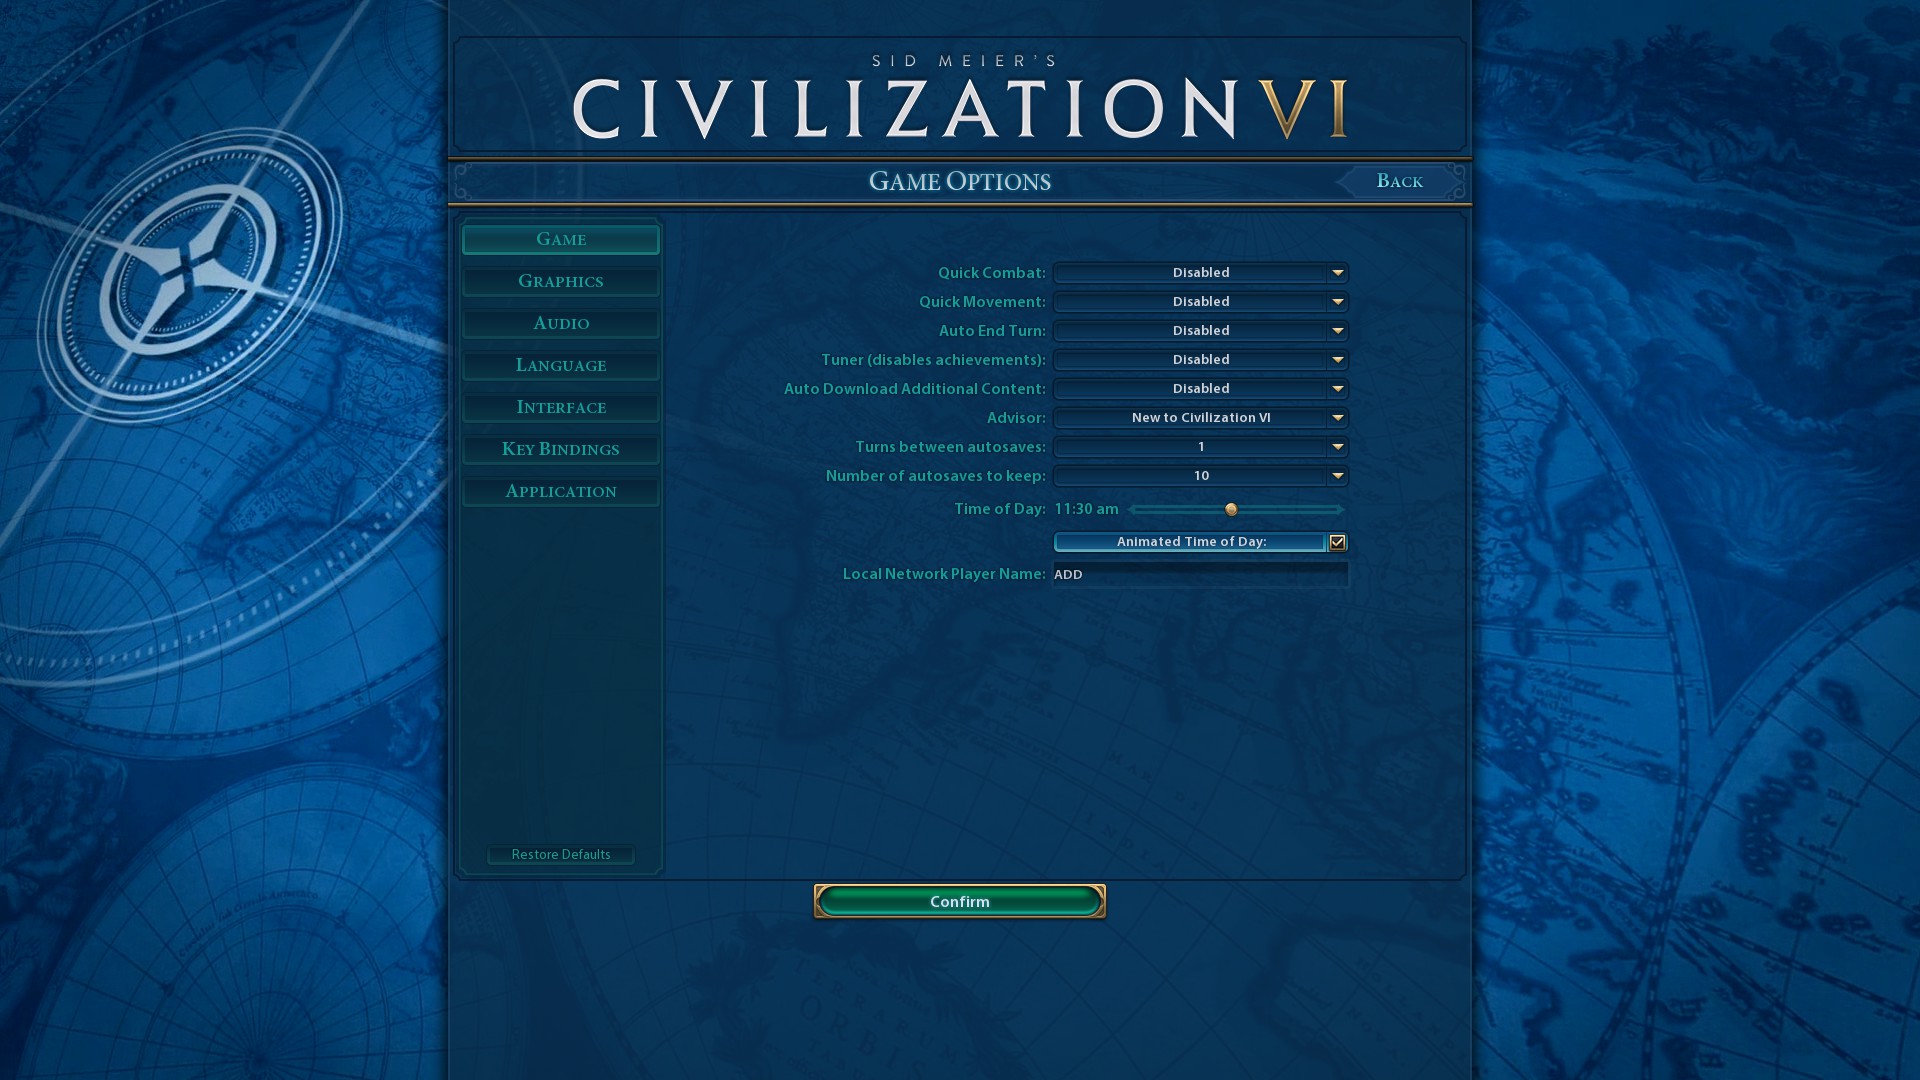 SID MEIER'S
CIVILIZATION VI
GAME OPTIONS
BACK
GAME
GRAPHICS
AUDIO
LANGUAGE
INTERFACE
KEY BINDINGS
APPLICATION
Restore Defaults
Quick Combat: Disabled
Quick Movement: Disabled
Auto End Turn: Disabled
Tuner (disables achievements): Disabled
Auto Download Additional Content: Disabled
Advisor: New to Civilization VI
Turns between autosaves: 1
Number of autosaves to keep: 10
Time of Day: 11:30 am
Animated Time of Day:
Local Network Player Name: ADD
Confirm